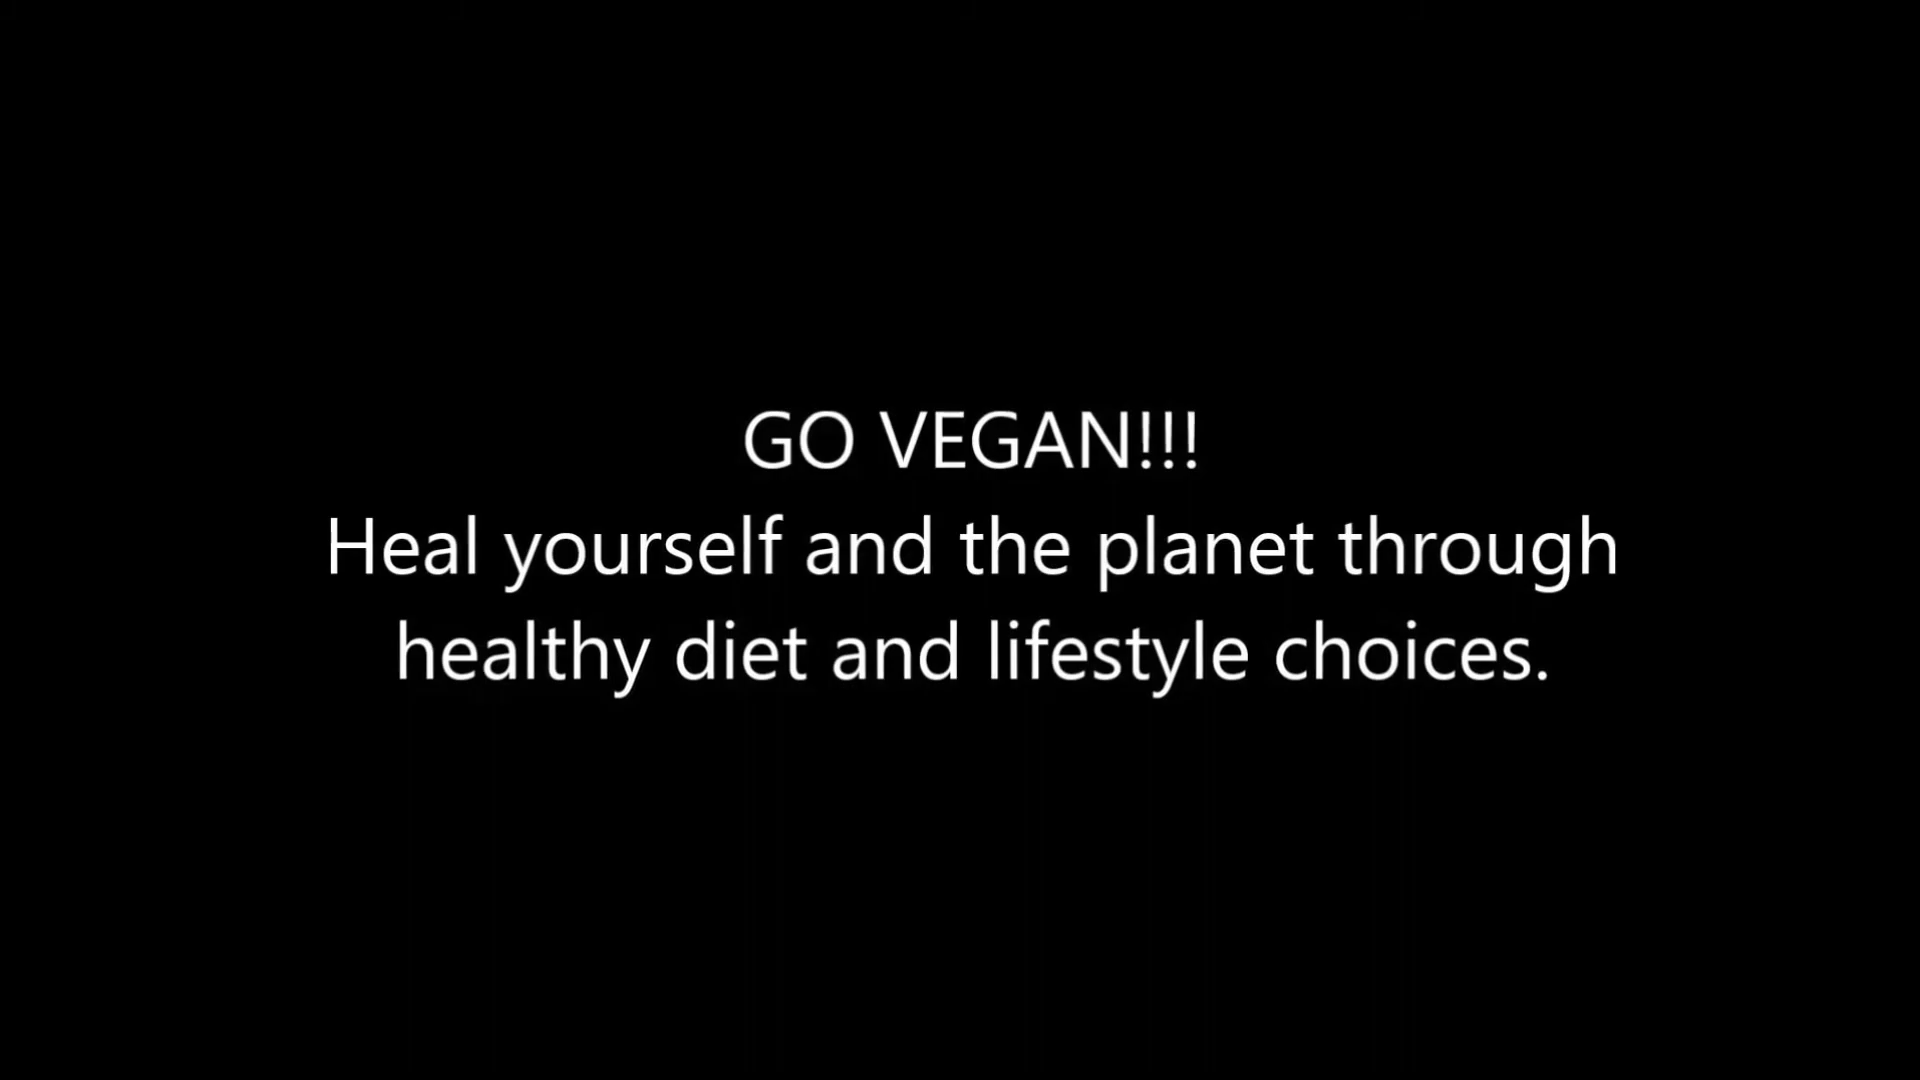 GO VEGAN!!!
Heal yourself and the planet through
healthy diet and lifestyle choices.